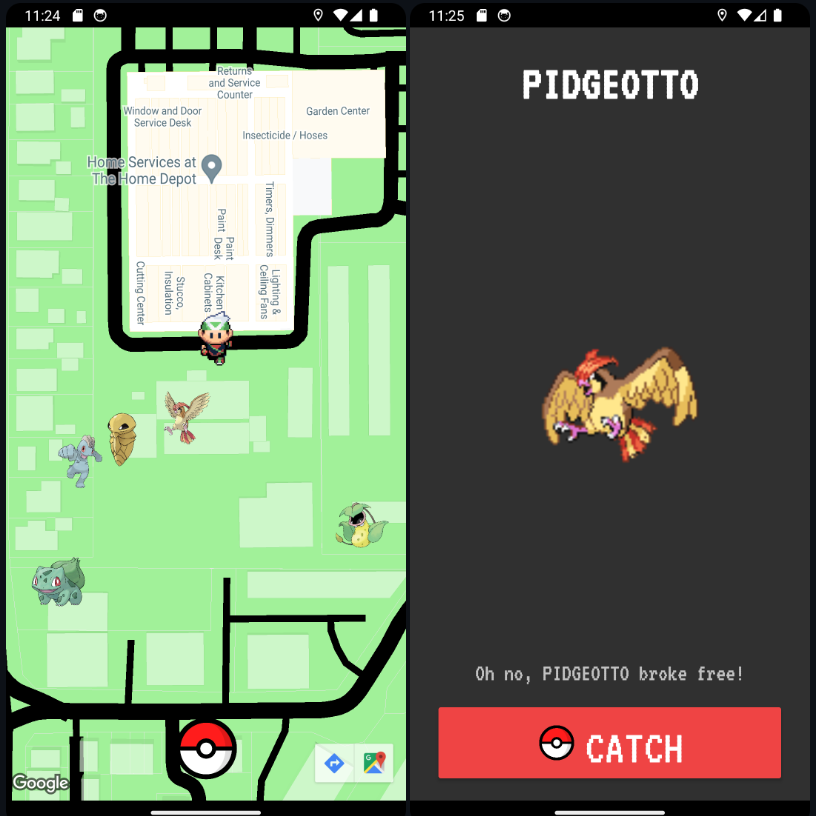 11:24
Returns
and Service
Counter
Window and Door
Service Desk
Garden Center
Insecticide / Hoses
Home Services at
The Home Depot
Timers, Dimmers
Paint
Paint Desk
Cutting Center
Stucco,
Insulation
Kitchen
Cabinets
Lighting &
Ceiling Fans
Google
G
11:25
PIDGEOTTO
Oh no, PIDGEOTTO broke free!
CATCH